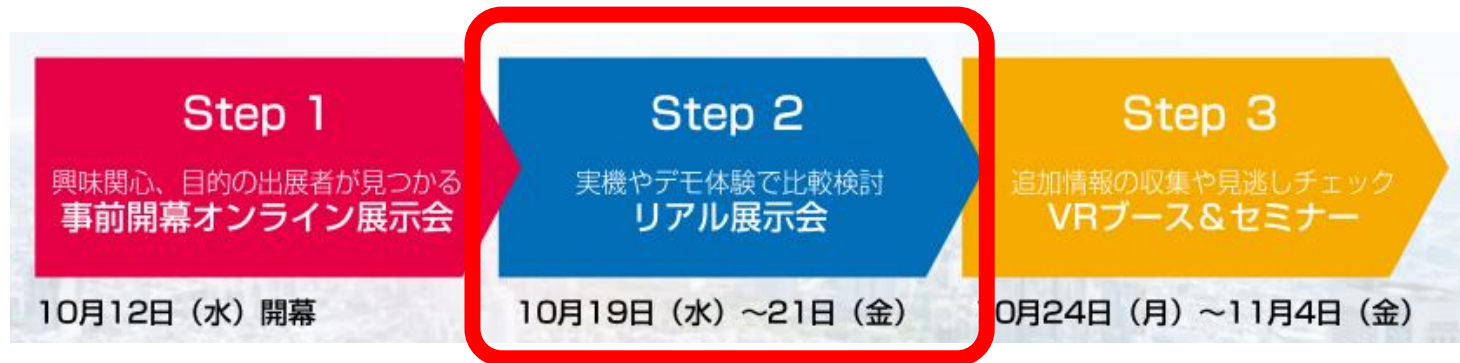 Step 1
興味関心、目的の出展者が見つかる
事前開幕オンライン展示会
10月12日（水）開幕
Step 2
実機やデモ体験で比較検討
リアル展示会
10月19日（水）～21日（金）
Step 3
追加情報の収集や見逃しチェック
VRブース＆セミナー
0月24日（月）～11月4日（金）